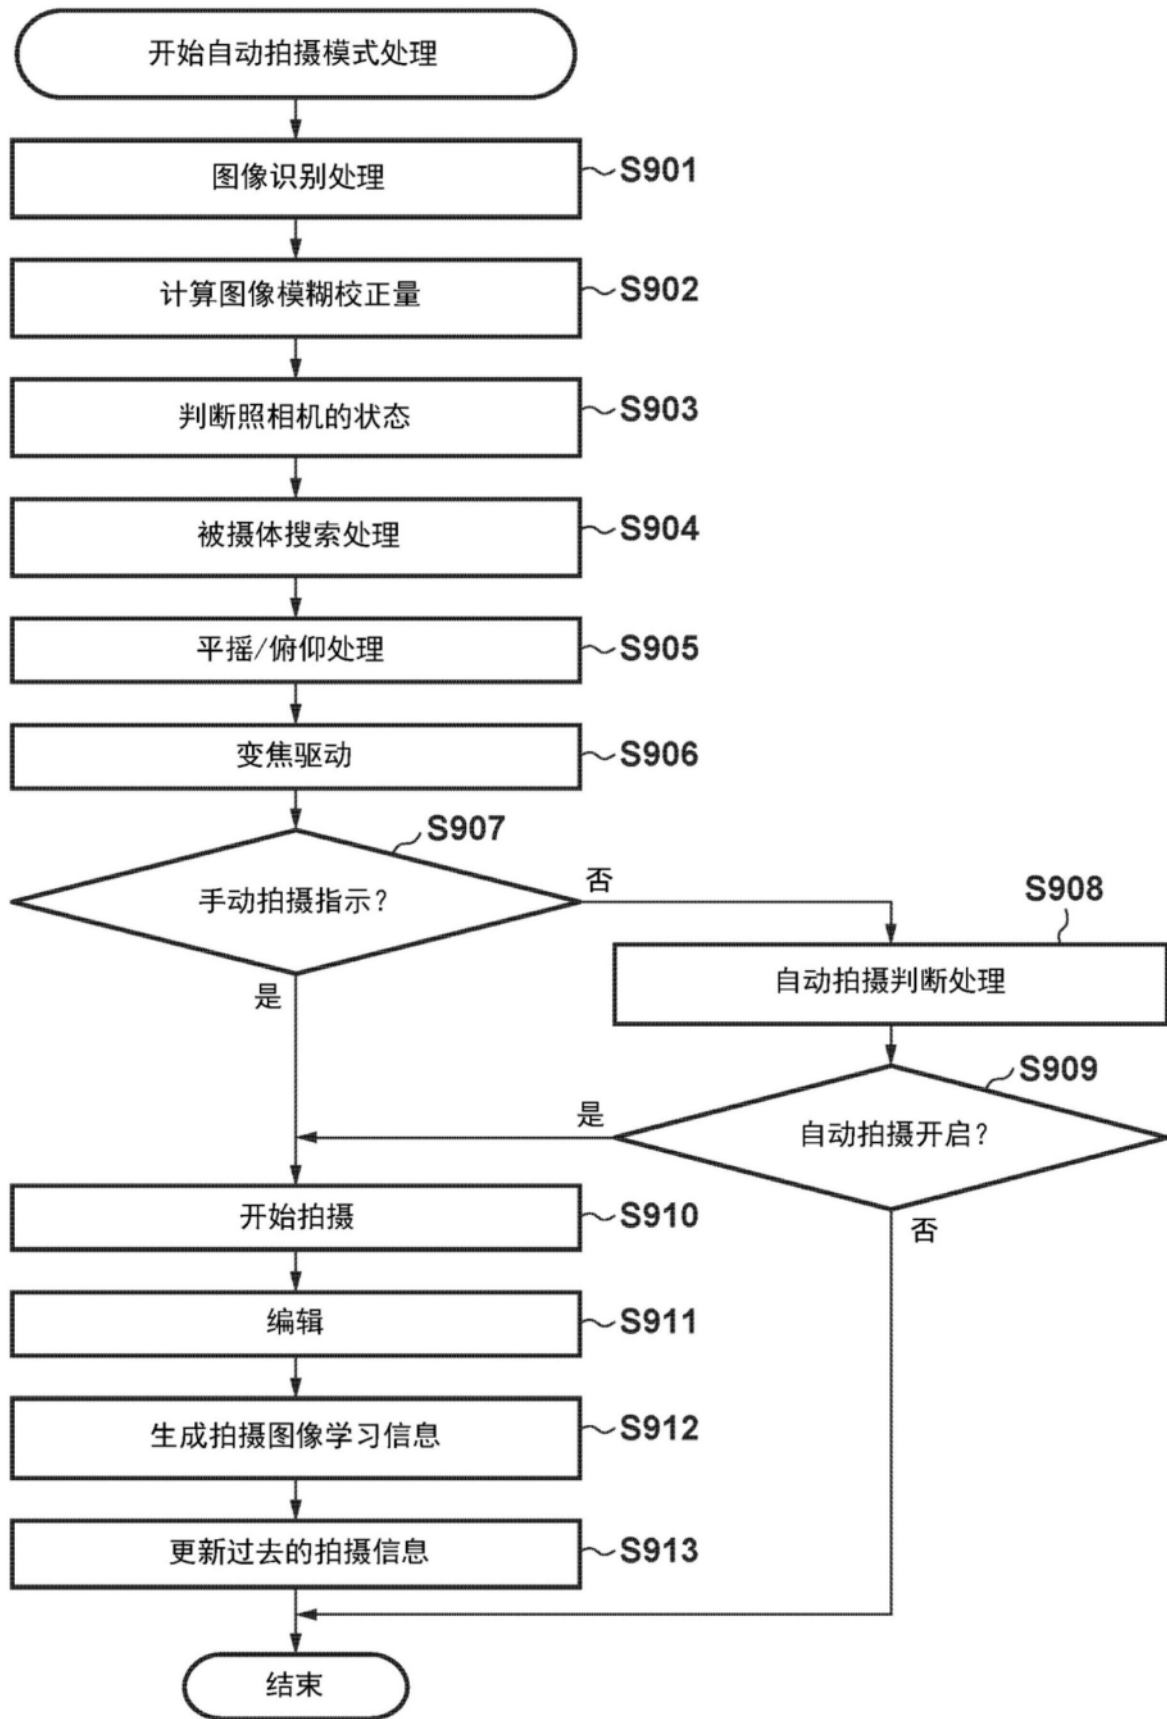 开始自动拍摄模式处理
图像识别处理
S901
计算图像模糊校正量
S902
判断照相机的状态
S903
被摄体搜索处理
S904
平摇/俯仰处理
S905
变焦驱动
S906
S907
手动拍摄指示?
否
是
S908
自动拍摄判断处理
S909
自动拍摄开启?
是
否
开始拍摄
S910
编辑
S911
生成拍摄图像学习信息
S912
更新过去的拍摄信息
S913
结束